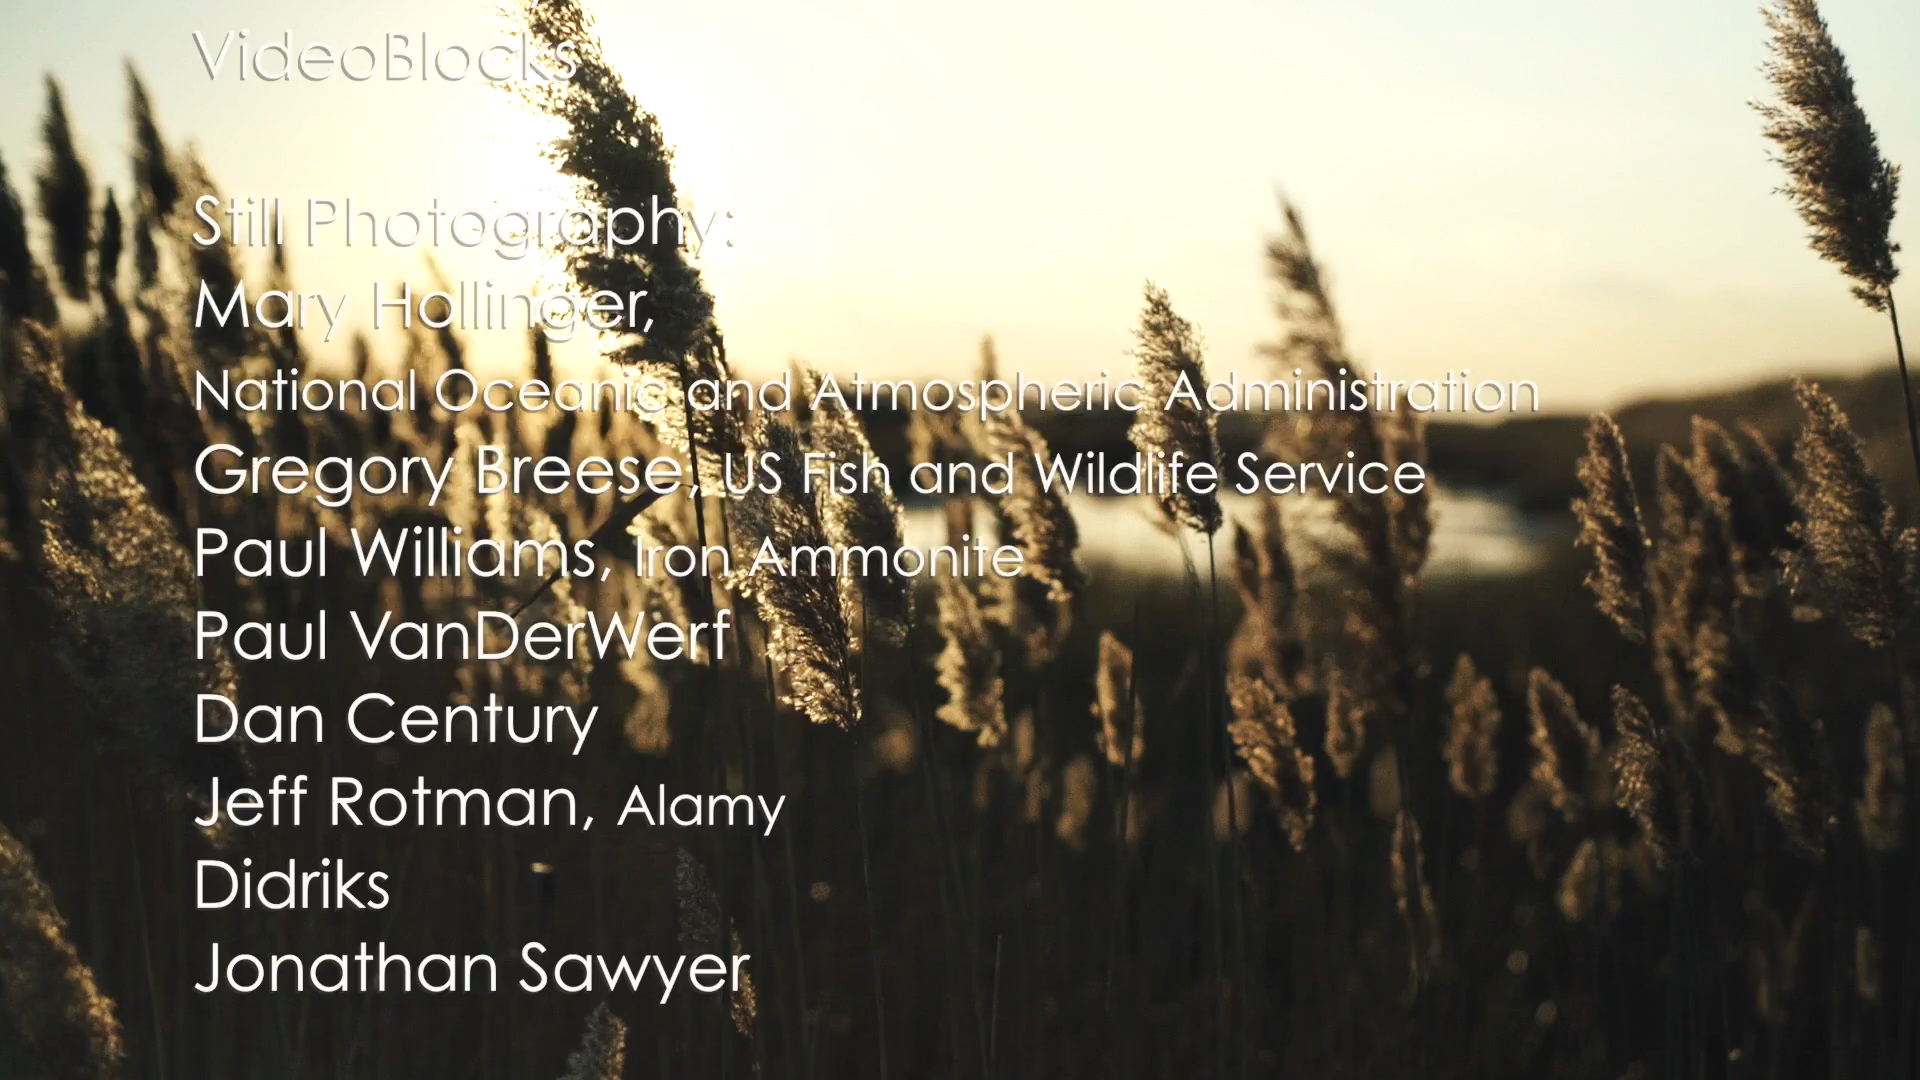 VideoBlocks
Still Photography:
Mary Hollinger,
National Oceanic and Atmospheric Administration
Gregory Breese, US Fish and Wildlife Service
Paul Williams, Iron Ammonite
Paul VanDerWerf
Dan Century
Jeff Rotman, Alamy
Didriks
Jonathan Sawyer